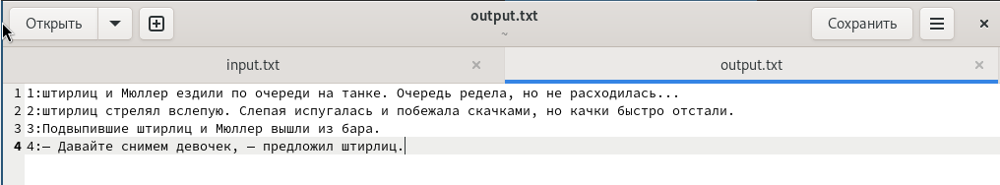 Открыть
output.txt
~
Сохранить
input.txt
output.txt
1 1:штирлиц и Мюллер ездили по очереди на танке. Очередь редела, но не расходилась...
2 2:штирлиц стрелял вслепую. Слепая испугалась и побежала скачками, но качки быстро отстали.
3 3:Подвыпившие штирлиц и Мюллер вышли из бара.
4 4:— Давайте снимем девочек, — предложил штирлиц.